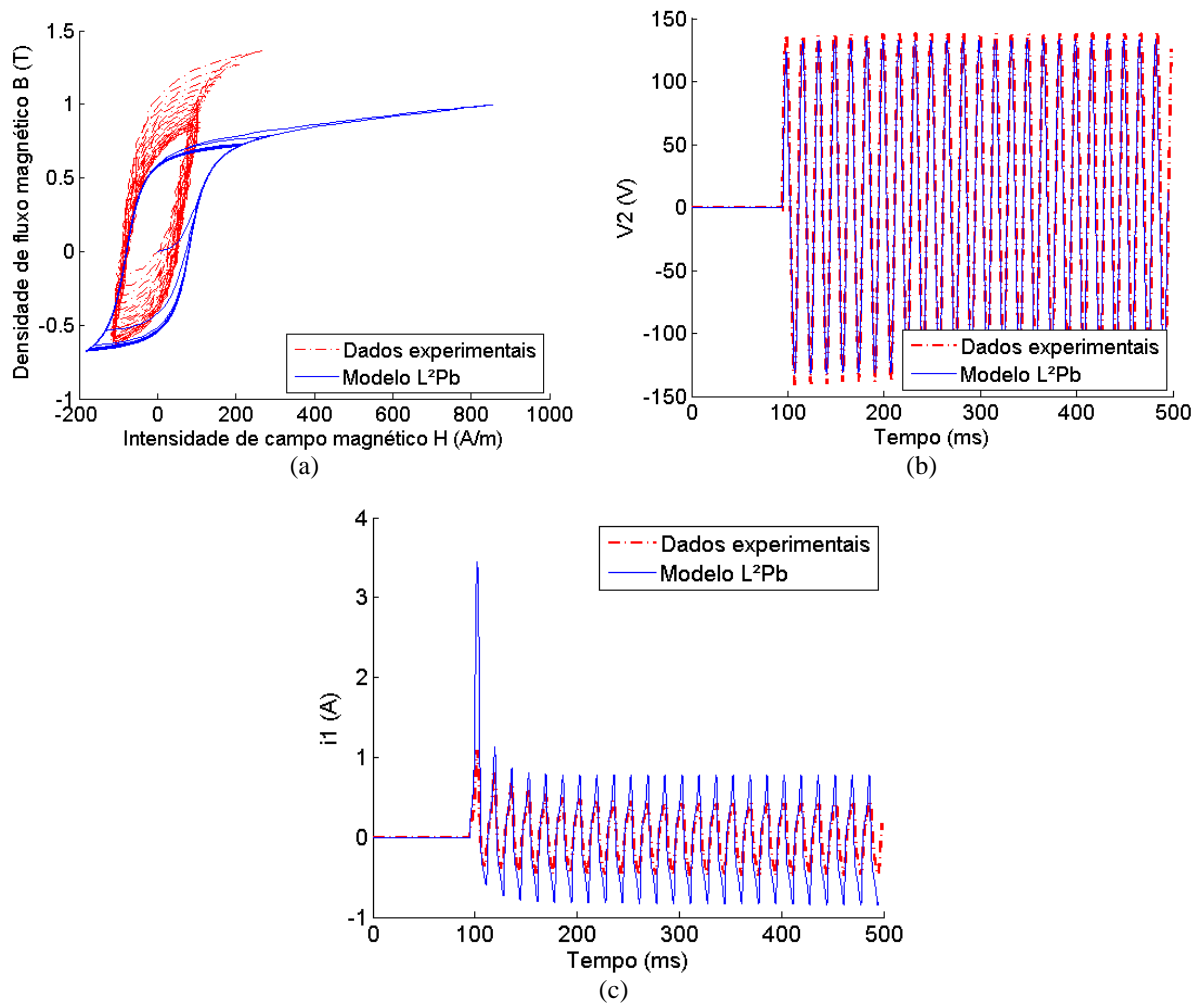 1.5
1
0.5
0
-0.5
-1
-200
0
200
400
600
800
1000
Densidade de fluxo magnético B (T)
Intensidade de campo magnético H (A/m)
Dados experimentais
Modelo L²Pb
(a)
150
100
50
0
-50
-100
-150
0
100
200
300
400
500
V2 (V)
Tempo (ms)
Dados experimentais
Modelo L²Pb
(b)
4
3
2
1
0
-1
0
100
200
300
400
500
i1 (A)
Tempo (ms)
Dados experimentais
Modelo L²Pb
(c)